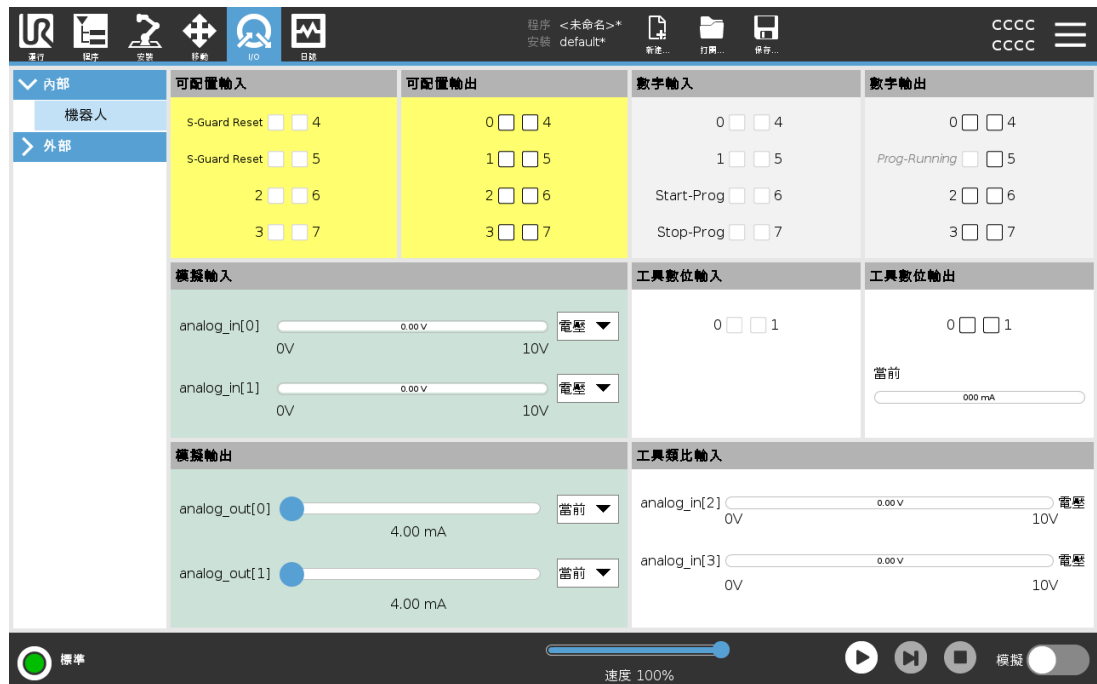 程序 <未命名>*
安裝 default*
新建... 打開... 保存...
CCCC
CCCC
運行 程序 安裝 移動 I/O 日誌
內部
機器人
外部
可配置輸入
S-Guard Reset 4
S-Guard Reset 5
2 6
3 7
可配置輸出
0 4
1 5
2 6
3 7
數字輸入
0 4
1 5
Start-Prog 6
Stop-Prog 7
數字輸出
0 4
Prog-Running 5
2 6
3 7
模擬輸入
analog_in[0] 0.00 V 電壓
0V 10V
analog_in[1] 0.00 V 電壓
0V 10V
工具數位輸入
0 1
工具數位輸出
0 1
當前
000 mA
模擬輸出
analog_out[0] 當前
4.00 mA
analog_out[1] 當前
4.00 mA
工具類比輸入
analog_in[2] 0.00 V 電壓
0V 10V
analog_in[3] 0.00 V 電壓
0V 10V
標準
速度 100%
模擬